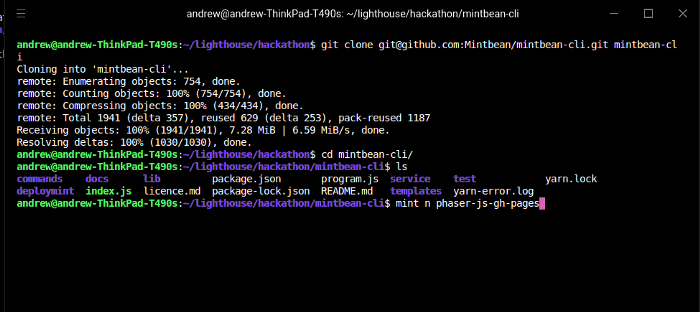 andrew@andrew-ThinkPad-T490s: ~/lighthouse/hackathon/mintbean-cli
andrew@andrew-ThinkPad-T490s:~/lighthouse/hackathon$ git clone git@github.com:Mintbean/mintbean-cli.git mintbean-cl
i
Cloning into 'mintbean-cli'...
remote: Enumerating objects: 754, done.
remote: Counting objects: 100% (754/754), done.
remote: Compressing objects: 100% (434/434), done.
remote: Total 1941 (delta 357), reused 629 (delta 253), pack-reused 1187
Receiving objects: 100% (1941/1941), 7.28 MiB | 6.59 MiB/s, done.
Resolving deltas: 100% (1030/1030), done.
andrew@andrew-ThinkPad-T490s:~/lighthouse/hackathon$ cd mintbean-cli/
andrew@andrew-ThinkPad-T490s:~/lighthouse/hackathon/mintbean-cli$ ls
commands docs lib package.json program.js service test yarn.lock
deploymint index.js licence.md package-lock.json README.md templates yarn-error.log
andrew@andrew-ThinkPad-T490s:~/lighthouse/hackathon/mintbean-cli$ mint n phaser-js-gh-pages